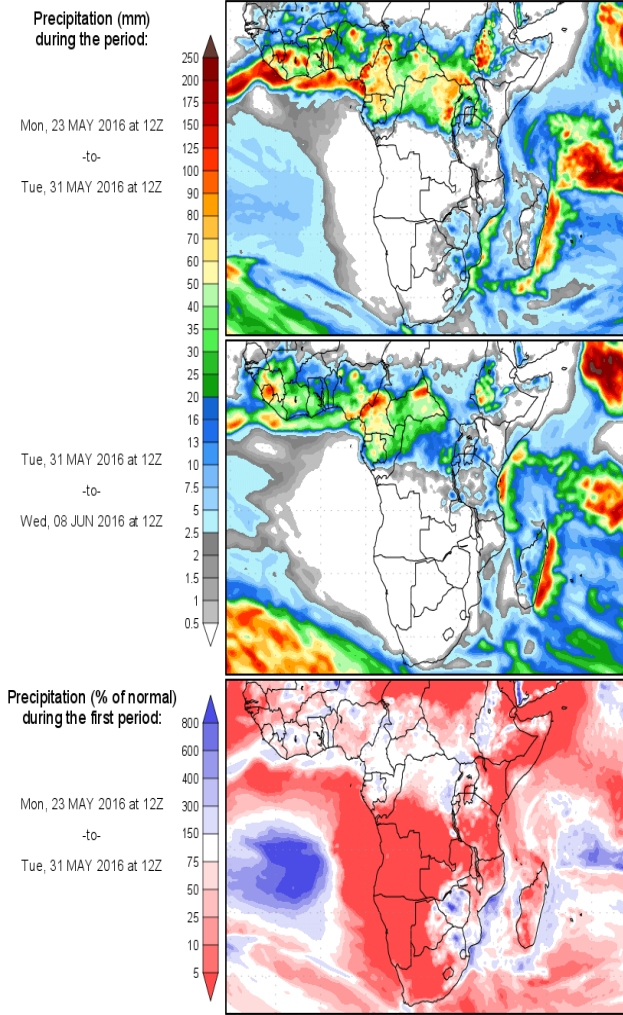 Precipitation (mm)
during the period:
250
200
175
150
125
100
90
80
70
60
50
40
35
30
25
20
16
13
10
7.5
5
2.5
2
1.5
1
0.5
Mon, 23 MAY 2016 at 12Z
-to-
Tue, 31 MAY 2016 at 12Z
Tue, 31 MAY 2016 at 12Z
-to-
Wed, 08 JUN 2016 at 12Z
Precipitation (% of normal)
during the first period:
800
600
400
300
150
75
50
25
10
5
Mon, 23 MAY 2016 at 12Z
-to-
Tue, 31 MAY 2016 at 12Z